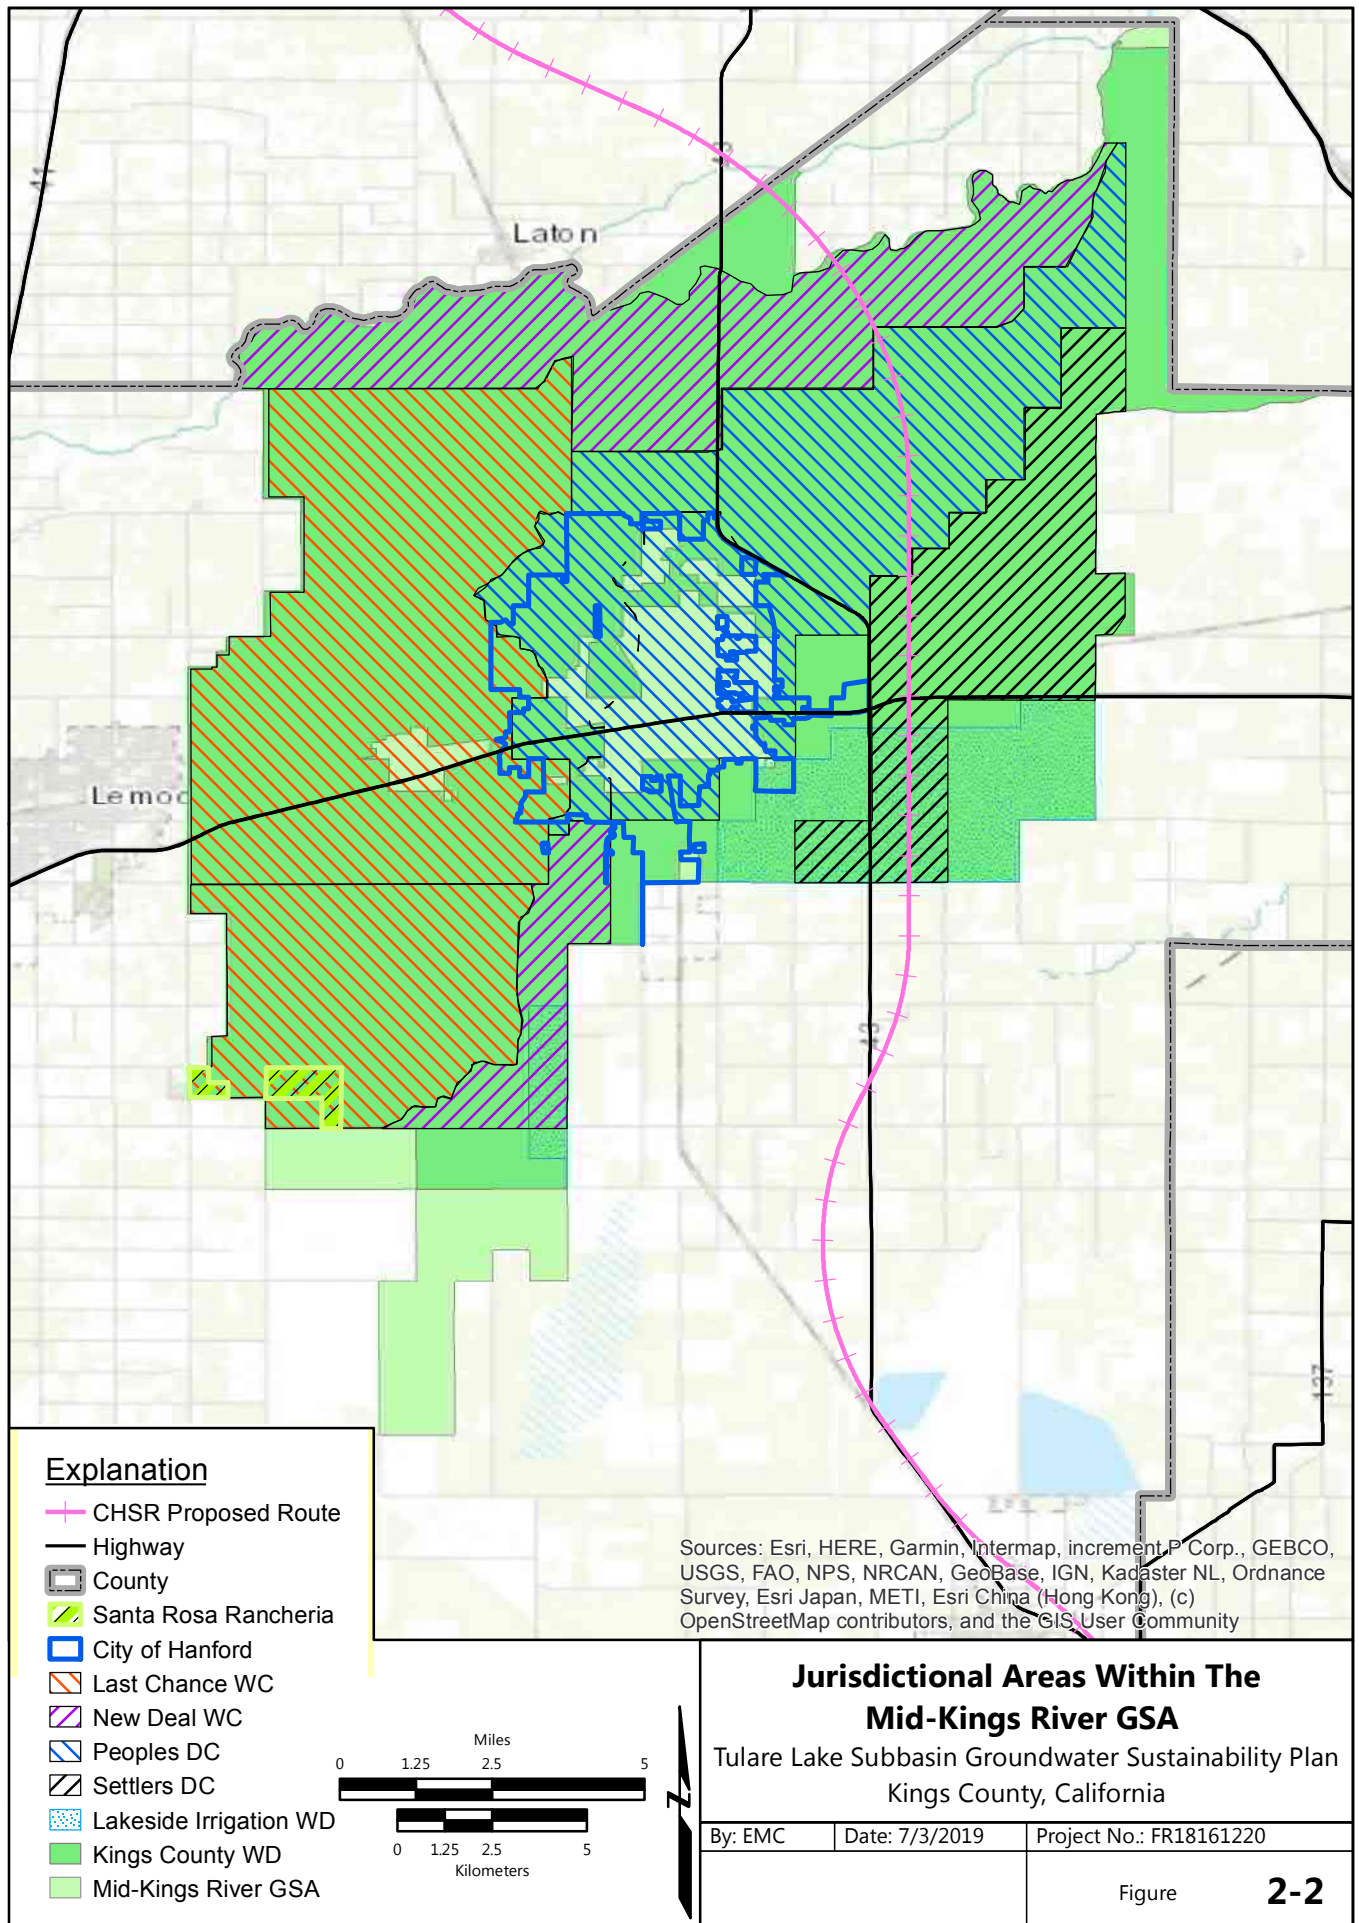 41
43
Laton
Lemoo
43
137
Explanation
CHSR Proposed Route
Highway
County
Santa Rosa Rancheria
City of Hanford
Last Chance WC
New Deal WC
Peoples DC
Settlers DC
Lakeside Irrigation WD
Kings County WD
Mid-Kings River GSA
Miles
0 1.25 2.5 5
0 1.25 2.5 5
Kilometers
N
Sources: Esri, HERE, Garmin, Intermap, increment P Corp., GEBCO,
USGS, FAO, NPS, NRCAN, GeoBase, IGN, Kadaster NL, Ordnance
Survey, Esri Japan, METI, Esri China (Hong Kong), (c)
OpenStreetMap contributors, and the GIS User Community
Jurisdictional Areas Within The
Mid-Kings River GSA
Tulare Lake Subbasin Groundwater Sustainability Plan
Kings County, California
By: EMC Date: 7/3/2019 Project No.: FR18161220
Figure 2-2